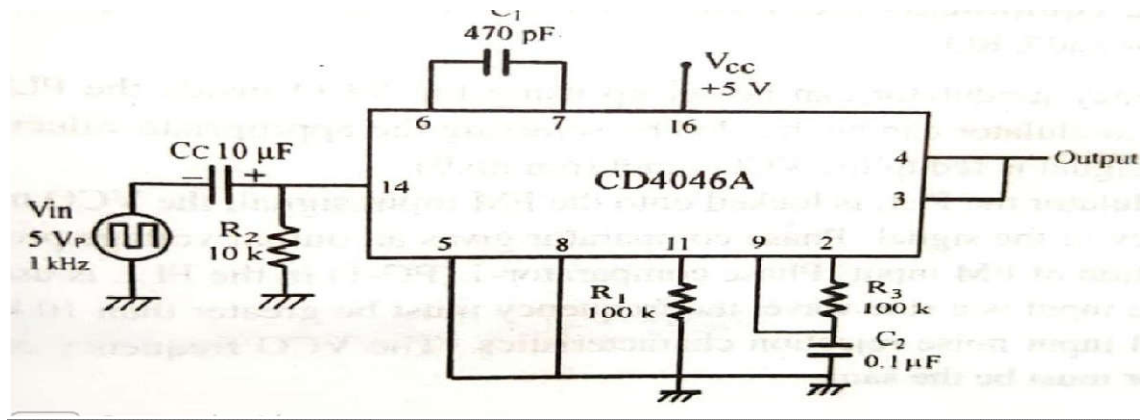 C₁
470 pF
Vcc
+5 V
6
7
16
Cc 10 µF
− +
14
CD4046A
4
3
Output
Vin
5 VP
1 kHz
R₂
10 k
5
8
11
9
2
R₁
100 k
R₃
100 k
C₂
0.1 µF